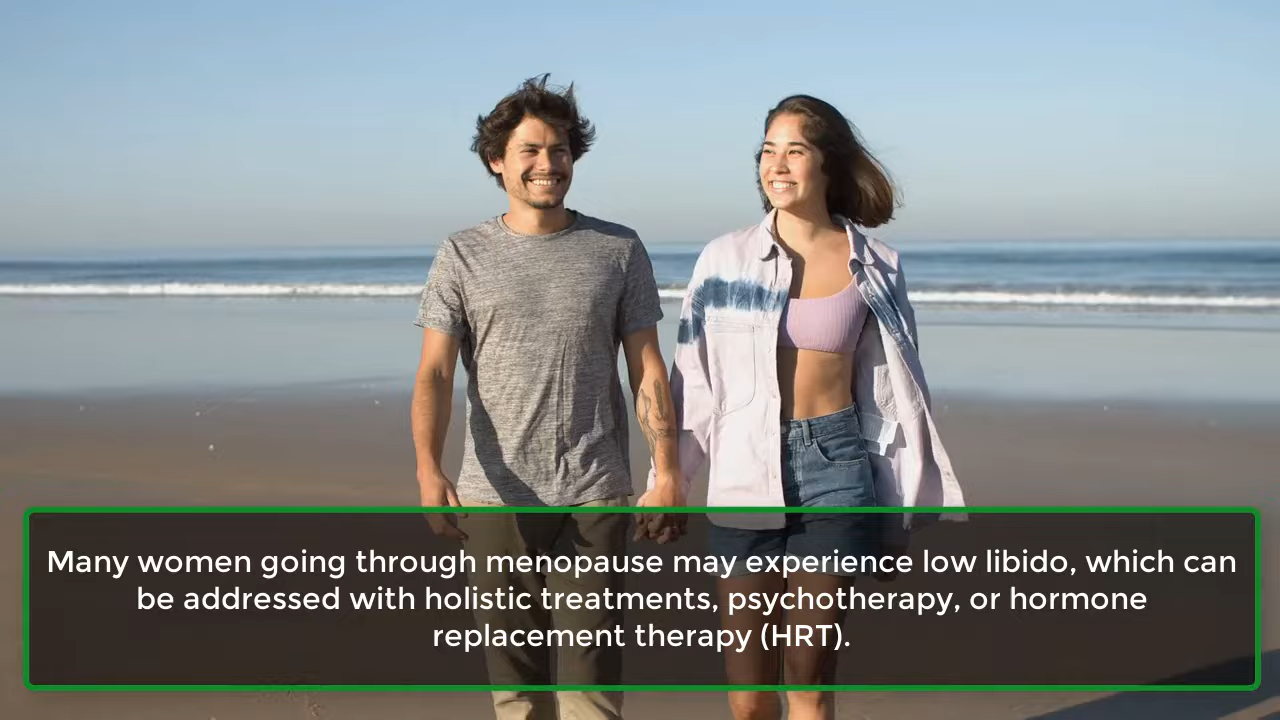 Many women going through menopause may experience low libido, which can
be addressed with holistic treatments, psychotherapy, or hormone
replacement therapy (HRT).